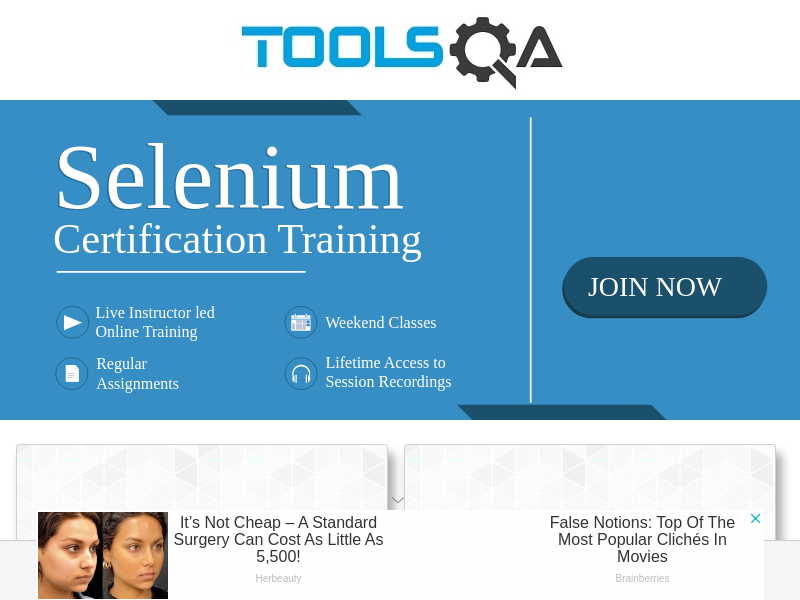 TOOLSQA
Selenium
Certification Training
JOIN NOW
Live Instructor led
Online Training
Weekend Classes
Regular
Assignments
Lifetime Access to
Session Recordings
It’s Not Cheap – A Standard
Surgery Can Cost As Little As
5,500!
Herbeauty
False Notions: Top Of The
Most Popular Clichés In
Movies
Brainberries